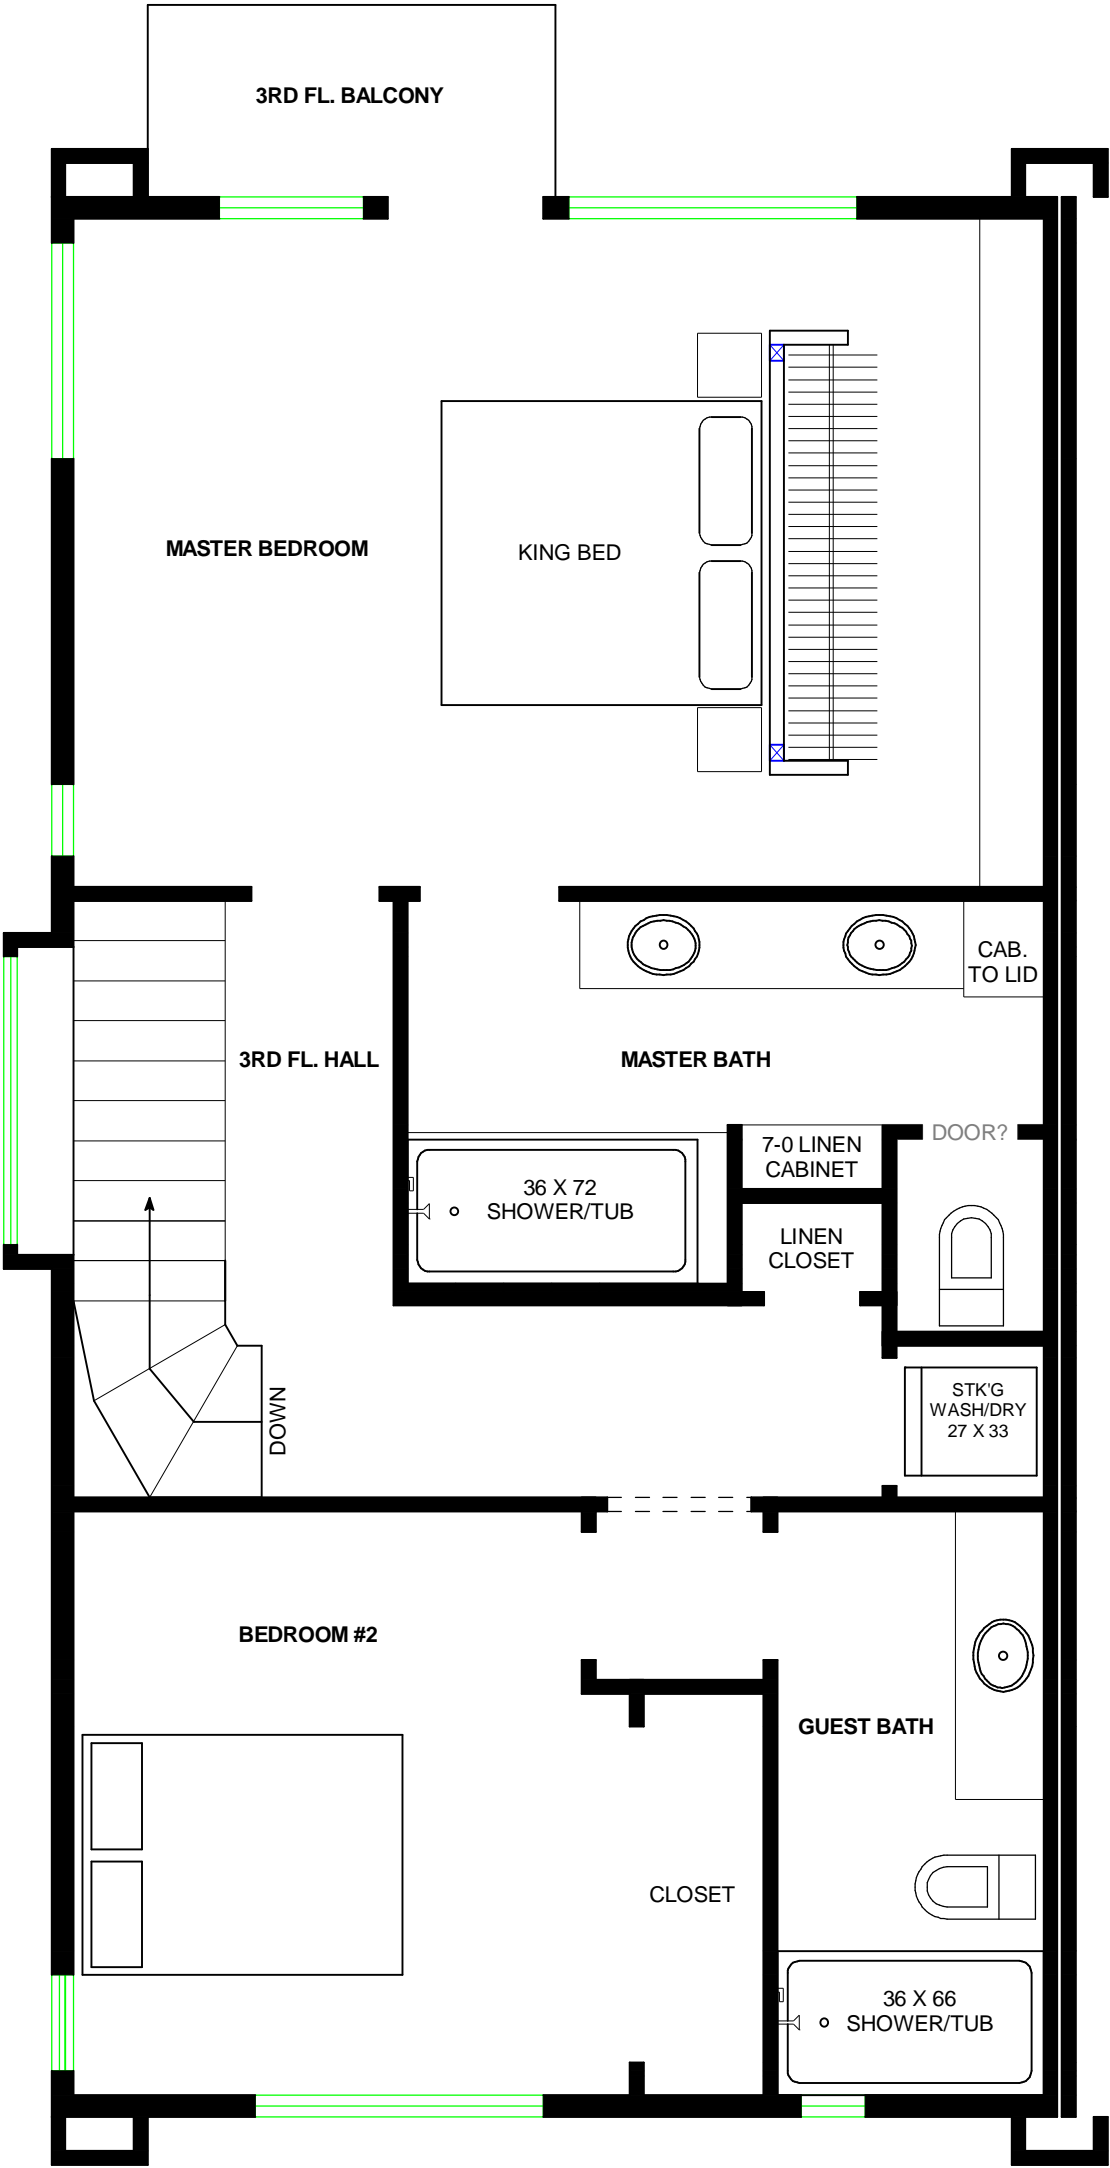 3RD FL. BALCONY
MASTER BEDROOM
KING BED
CAB.
TO LID
3RD FL. HALL
MASTER BATH
DOOR?
7-0 LINEN
CABINET
36 X 72
SHOWER/TUB
LINEN
CLOSET
DOWN
STK'G
WASH/DRY
27 X 33
BEDROOM #2
GUEST BATH
CLOSET
36 X 66
SHOWER/TUB